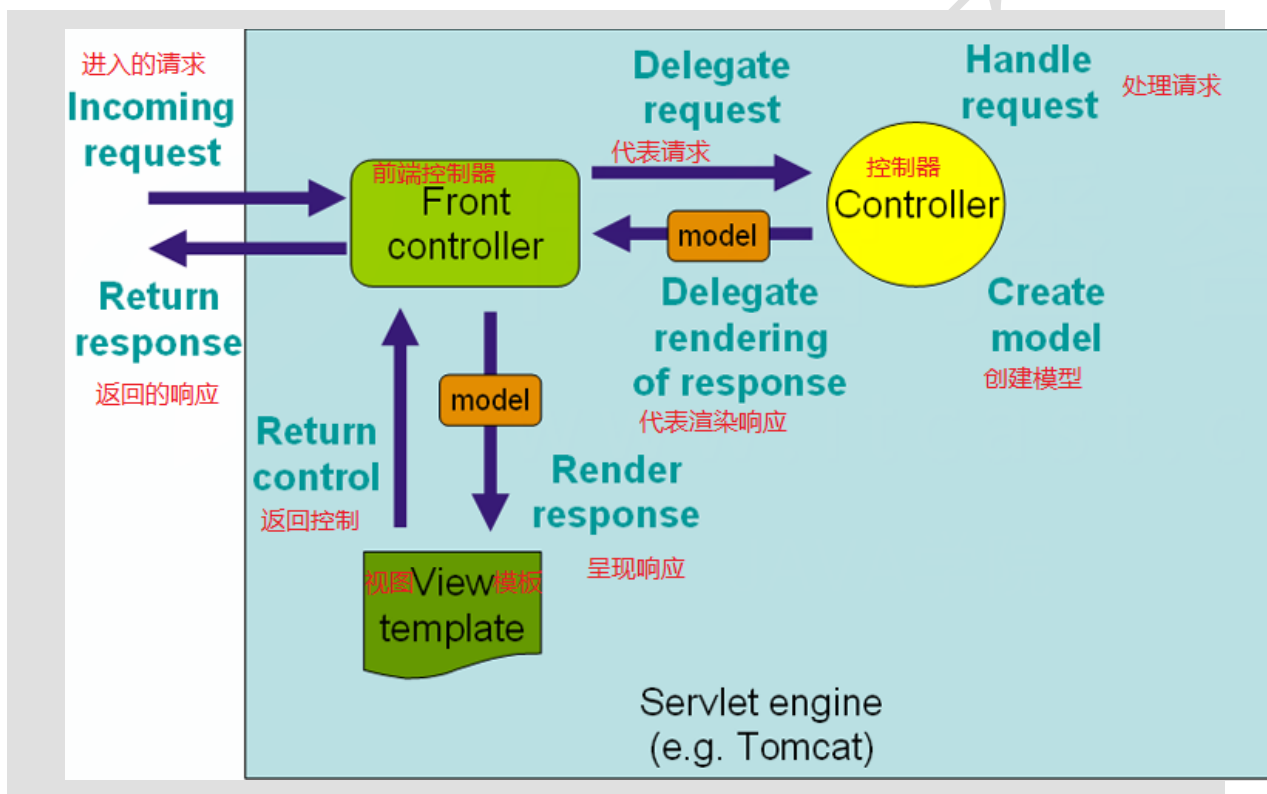 进入的请求
Incoming
request
Delegate
request
代表请求
Handle
request
处理请求
前端控制器
Front
controller
控制器
Controller
model
Return
response
返回的响应
Delegate
rendering
of response
代表渲染响应
Create
model
创建模型
model
Return
control
返回控制
Render
response
呈现响应
视图View模板
template
Servlet engine
(e.g. Tomcat)